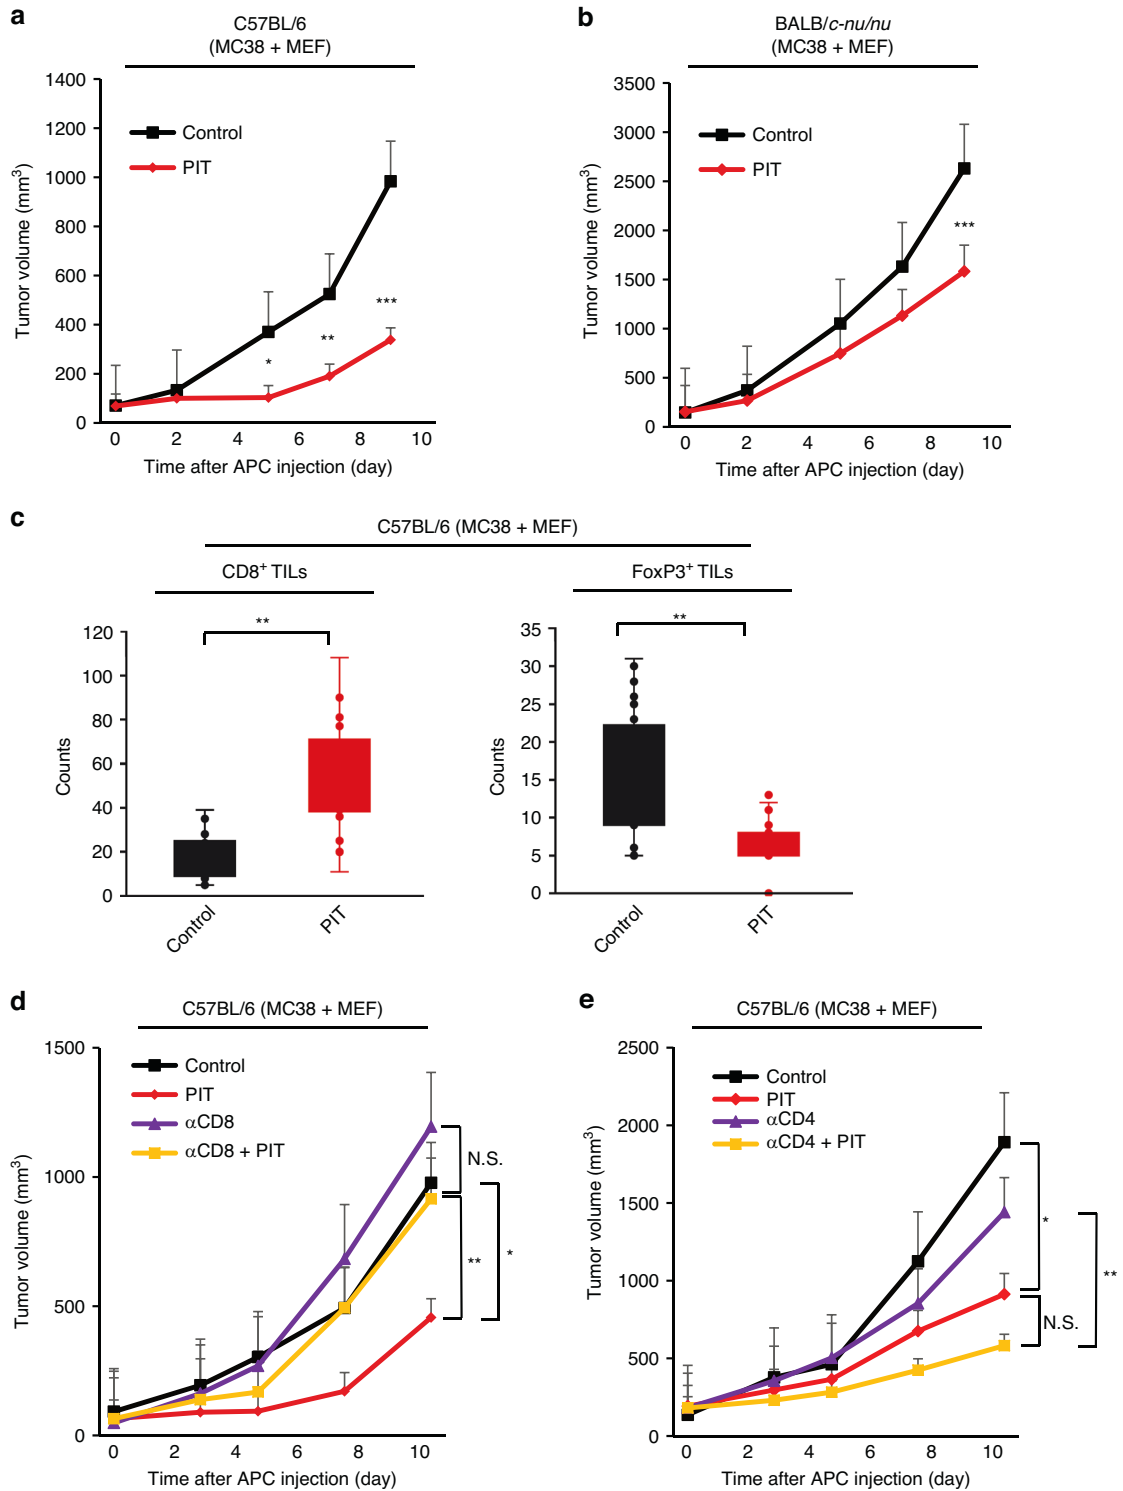 a
C57BL/6
(MC38 + MEF)
1400
1200
1000
800
600
400
200
0
Tumor volume (mm³)
Control
PIT
*
**
***
0 2 4 6 8 10
Time after APC injection (day)
b
BALB/c-nu/nu
(MC38 + MEF)
3500
3000
2500
2000
1500
1000
500
0
Tumor volume (mm³)
Control
PIT
***
0 2 4 6 8 10
Time after APC injection (day)
c
C57BL/6 (MC38 + MEF)
CD8⁺ TILs
**
120
100
80
60
40
20
0
Counts
Control
PIT
FoxP3⁺ TILs
**
35
30
25
20
15
10
5
0
Counts
Control
PIT
d
C57BL/6 (MC38 + MEF)
1500
1000
500
0
Tumor volume (mm³)
Control
PIT
αCD8
αCD8 + PIT
N.S.
**
*
0 2 4 6 8 10
Time after APC injection (day)
e
C57BL/6 (MC38 + MEF)
2500
2000
1500
1000
500
0
Tumor volume (mm³)
Control
PIT
αCD4
αCD4 + PIT
*
**
N.S.
0 2 4 6 8 10
Time after APC injection (day)